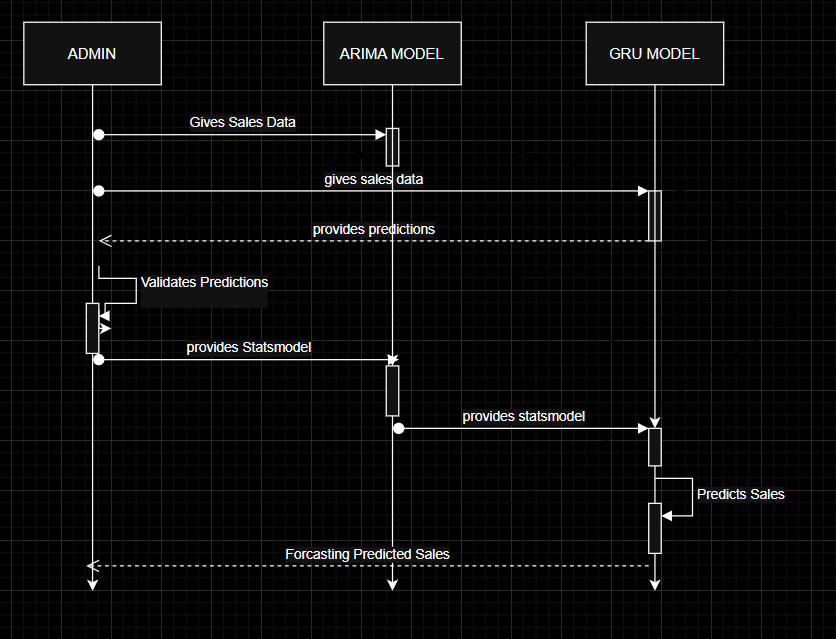 ADMIN
ARIMA MODEL
GRU MODEL
Gives Sales Data
gives sales data
provides predictions
Validates Predictions
provides Statsmodel
provides statsmodel
Predicts Sales
Forcasting Predicted Sales